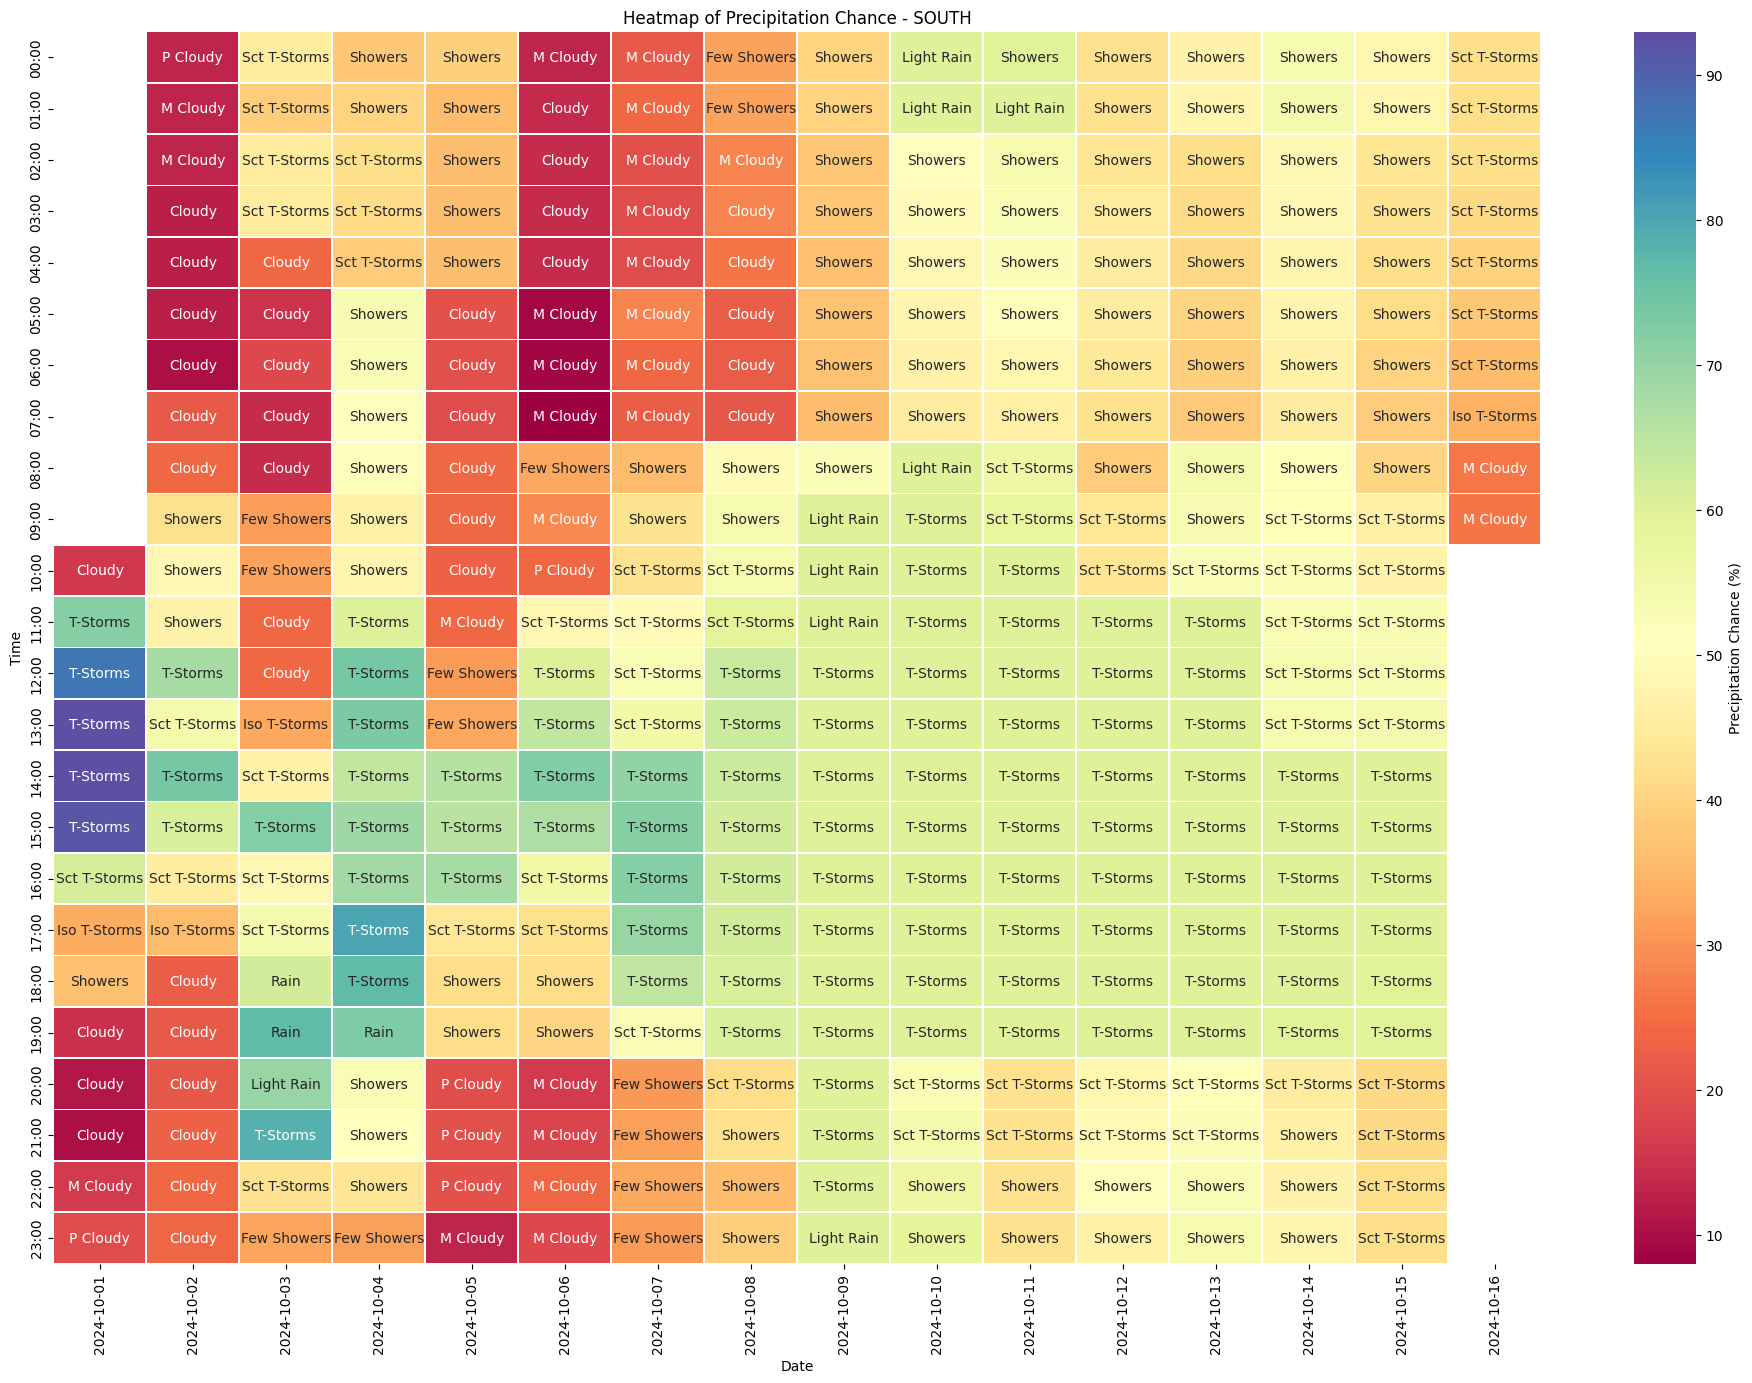 Heatmap of Precipitation Chance - SOUTH
00:00 P Cloudy Sct T-Storms Showers Showers M Cloudy M Cloudy Few Showers Showers Light Rain Showers Showers Showers Showers Showers Sct T-Storms
01:00 M Cloudy Sct T-Storms Showers Showers Cloudy M Cloudy Few Showers Showers Light Rain Light Rain Showers Showers Showers Showers Sct T-Storms
02:00 M Cloudy Sct T-Storms Sct T-Storms Showers Cloudy M Cloudy M Cloudy Showers Showers Showers Showers Showers Showers Showers Sct T-Storms
03:00 Cloudy Sct T-Storms Sct T-Storms Showers Cloudy M Cloudy Cloudy Showers Showers Showers Showers Showers Showers Showers Sct T-Storms
04:00 Cloudy Cloudy Sct T-Storms Showers Cloudy M Cloudy Cloudy Showers Showers Showers Showers Showers Showers Showers Sct T-Storms
05:00 Cloudy Cloudy Showers Cloudy M Cloudy M Cloudy Cloudy Showers Showers Showers Showers Showers Showers Showers Sct T-Storms
06:00 Cloudy Cloudy Showers Cloudy M Cloudy M Cloudy Cloudy Showers Showers Showers Showers Showers Showers Showers Sct T-Storms
07:00 Cloudy Cloudy Showers Cloudy M Cloudy M Cloudy Cloudy Showers Showers Showers Showers Showers Showers Showers Iso T-Storms
08:00 Cloudy Cloudy Showers Cloudy Few Showers Showers Showers Showers Light Rain Sct T-Storms Showers Showers Showers Showers M Cloudy
09:00 Showers Few Showers Showers Cloudy M Cloudy Showers Showers Light Rain T-Storms Sct T-Storms Sct T-Storms Showers Sct T-Storms Sct T-Storms M Cloudy
10:00 Cloudy Showers Few Showers Showers Cloudy P Cloudy Sct T-Storms Sct T-Storms Light Rain T-Storms T-Storms Sct T-Storms Sct T-Storms Sct T-Storms Sct T-Storms
11:00 T-Storms Showers Cloudy T-Storms M Cloudy Sct T-Storms Sct T-Storms Sct T-Storms Light Rain T-Storms T-Storms T-Storms T-Storms Sct T-Storms Sct T-Storms
12:00 T-Storms T-Storms Cloudy T-Storms Few Showers T-Storms Sct T-Storms T-Storms T-Storms T-Storms T-Storms T-Storms T-Storms Sct T-Storms Sct T-Storms
13:00 T-Storms Sct T-Storms Iso T-Storms T-Storms Few Showers T-Storms Sct T-Storms T-Storms T-Storms T-Storms T-Storms T-Storms T-Storms Sct T-Storms Sct T-Storms
14:00 T-Storms T-Storms Sct T-Storms T-Storms T-Storms T-Storms T-Storms T-Storms T-Storms T-Storms T-Storms T-Storms T-Storms T-Storms T-Storms
15:00 T-Storms T-Storms T-Storms T-Storms T-Storms T-Storms T-Storms T-Storms T-Storms T-Storms T-Storms T-Storms T-Storms T-Storms T-Storms
16:00 Sct T-Storms Sct T-Storms Sct T-Storms T-Storms T-Storms Sct T-Storms T-Storms T-Storms T-Storms T-Storms T-Storms T-Storms T-Storms T-Storms T-Storms
17:00 Iso T-Storms Iso T-Storms Sct T-Storms T-Storms Sct T-Storms Sct T-Storms T-Storms T-Storms T-Storms T-Storms T-Storms T-Storms T-Storms T-Storms T-Storms
18:00 Showers Cloudy Rain T-Storms Showers Showers T-Storms T-Storms T-Storms T-Storms T-Storms T-Storms T-Storms T-Storms T-Storms
19:00 Cloudy Cloudy Rain Rain Showers Showers Sct T-Storms T-Storms T-Storms T-Storms T-Storms T-Storms T-Storms T-Storms T-Storms
20:00 Cloudy Cloudy Light Rain Showers P Cloudy M Cloudy Few Showers Sct T-Storms T-Storms Sct T-Storms Sct T-Storms Sct T-Storms Sct T-Storms Sct T-Storms Sct T-Storms
21:00 Cloudy Cloudy T-Storms Showers P Cloudy M Cloudy Few Showers Showers T-Storms Sct T-Storms Sct T-Storms Sct T-Storms Sct T-Storms Showers Sct T-Storms
22:00 M Cloudy Cloudy Sct T-Storms Showers P Cloudy M Cloudy Few Showers Showers T-Storms Showers Showers Showers Showers Showers Sct T-Storms
23:00 P Cloudy Cloudy Few Showers Few Showers M Cloudy M Cloudy Few Showers Showers Light Rain Showers Showers Showers Showers Showers Sct T-Storms
Time
2024-10-01 2024-10-02 2024-10-03 2024-10-04 2024-10-05 2024-10-06 2024-10-07 2024-10-08 2024-10-09 2024-10-10 2024-10-11 2024-10-12 2024-10-13 2024-10-14 2024-10-15 2024-10-16
Date
90
80
70
60
50
40
30
20
10
Precipitation Chance (%)